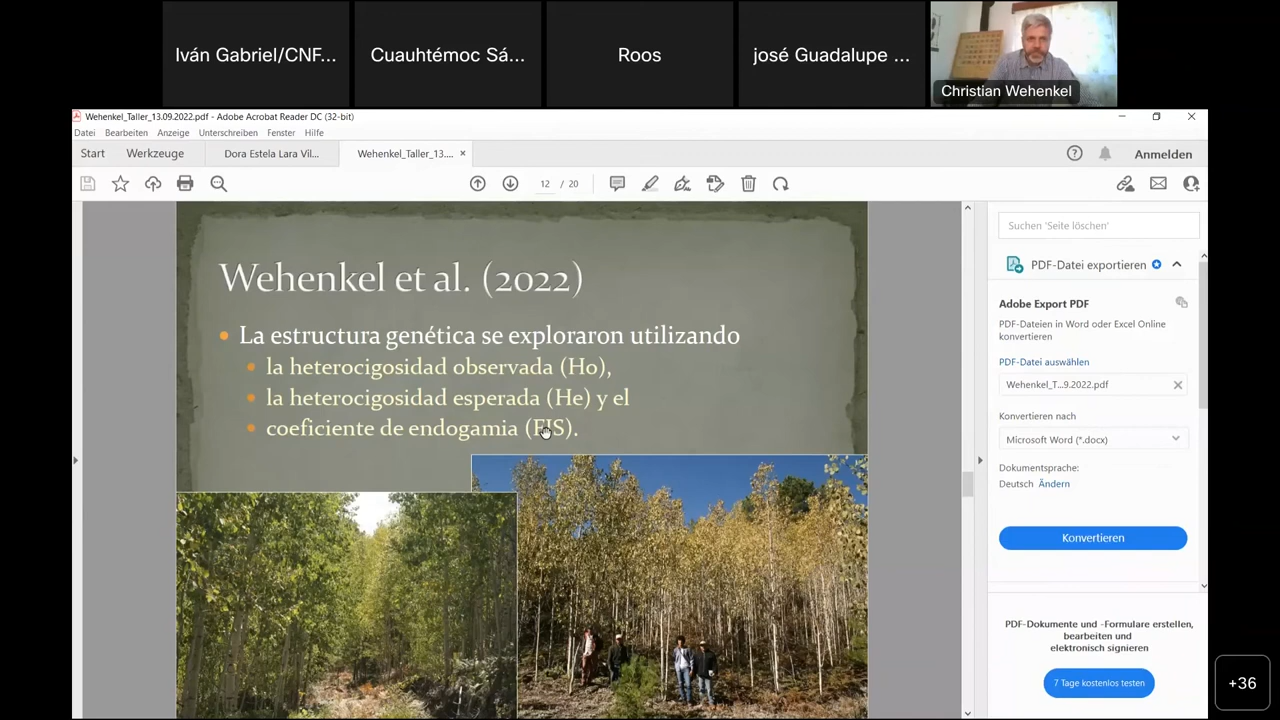 Iván Gabriel/CNF...
Cuauhtémoc Sá...
Roos
josé Guadalupe ...
Christian Wehenkel
Wehenkel_Taller_13.09.2022.pdf - Adobe Acrobat Reader DC (32-bit)
Datei Bearbeiten Anzeige Unterschreiben Fenster Hilfe
Start Werkzeuge Dora Estela Lara Vil... Wehenkel_Taller_13.... × Anmelden
12 / 20
Suchen 'Seite löschen'
Wehenkel et al. (2022)
La estructura genética se exploraron utilizando
la heterocigosidad observada (Ho),
la heterocigosidad esperada (He) y el
coeficiente de endogamia (FIS).
PDF-Datei exportieren
Adobe Export PDF
PDF-Dateien in Word oder Excel Online
konvertieren
PDF-Datei auswählen
Wehenkel_T...9.2022.pdf
Konvertieren nach
Microsoft Word (*.docx)
Dokumentsprache:
Deutsch Ändern
Konvertieren
PDF-Dokumente und -Formulare erstellen,
bearbeiten und
elektronisch signieren
7 Tage kostenlos testen
+36